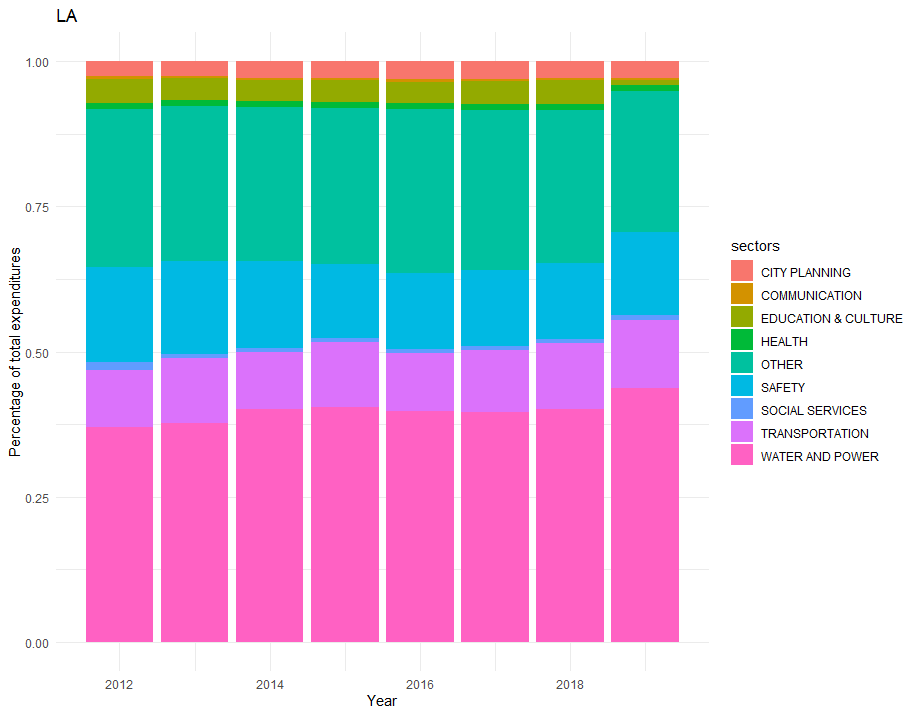 LA
1.00
0.75
0.50
0.25
0.00
Percentage of total expenditures
2012 2014 2016 2018
Year
sectors
CITY PLANNING
COMMUNICATION
EDUCATION & CULTURE
HEALTH
OTHER
SAFETY
SOCIAL SERVICES
TRANSPORTATION
WATER AND POWER